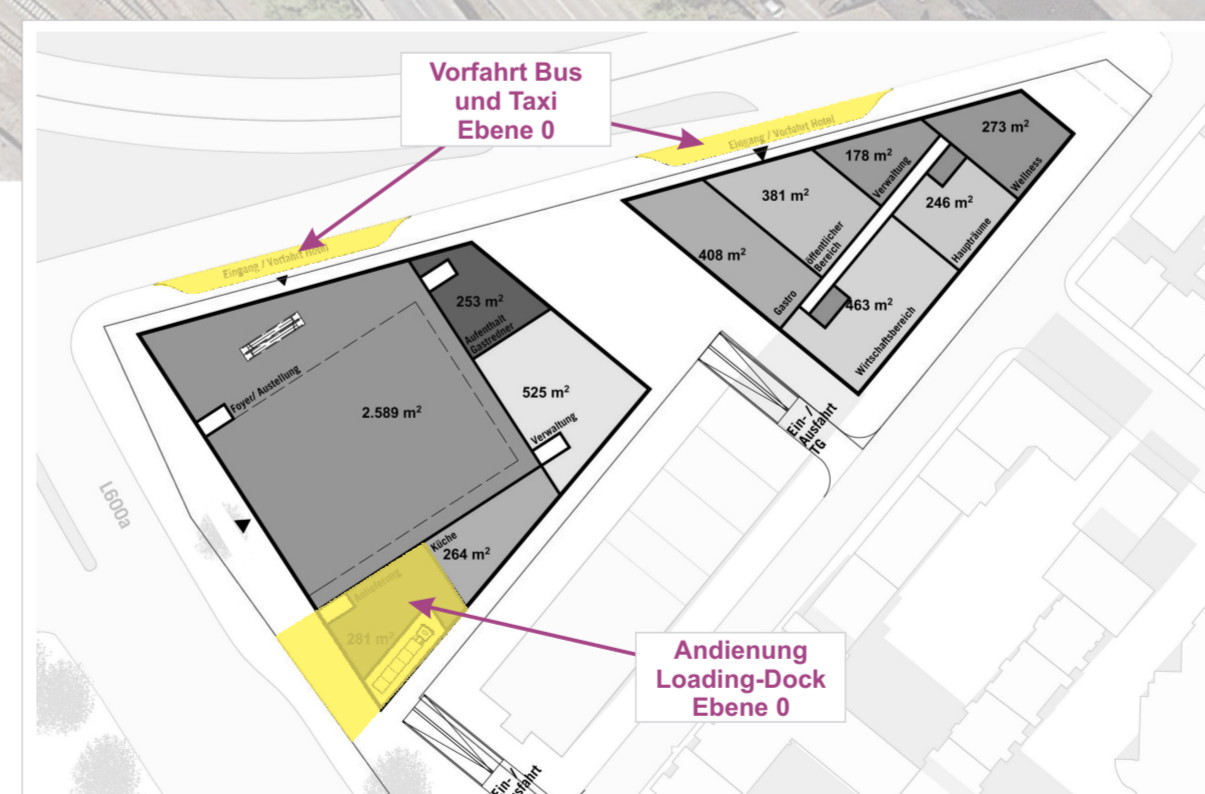 Vorfahrt Bus
und Taxi
Ebene 0
Eingang / Vorfahrt Hotel
273 m²
178 m²
Verwaltung
Wellness
381 m²
246 m²
408 m²
öffentlicher
Bereich
Haupträume
Gastro
463 m²
Wirtschaftsbereich
Eingang / Vorfahrt Hotel
253 m²
Aufenthalt
Gastredner
Foyer/ Austellung
2.589 m²
525 m²
Verwaltung
Ein- /
Ausfahrt
TG
L600a
Küche
264 m²
Anlieferung
281 m²
Andienung
Loading-Dock
Ebene 0
Ein- /
Ausfahrt